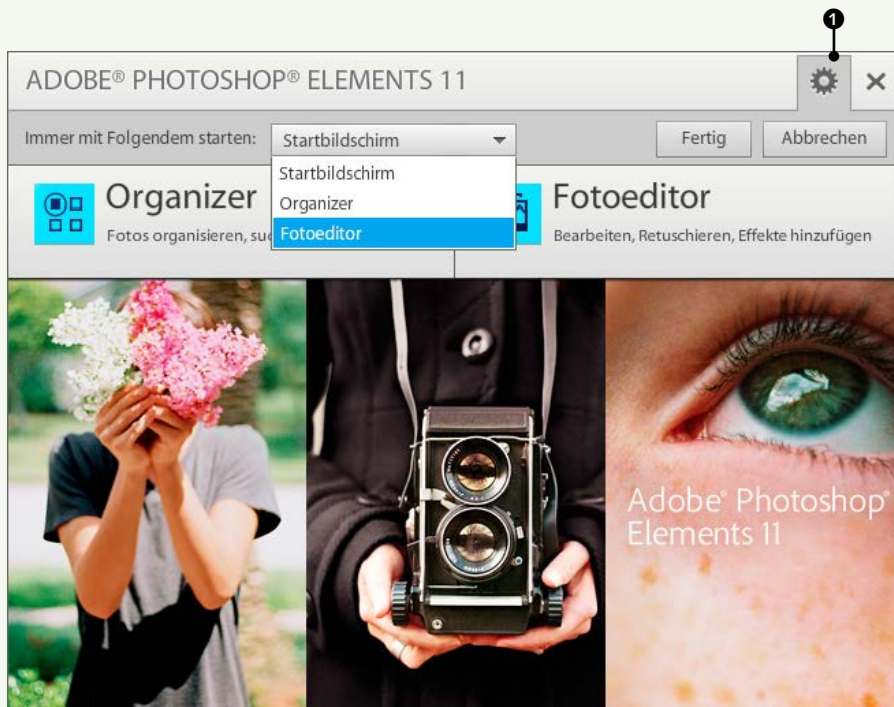 1
ADOBE® PHOTOSHOP® ELEMENTS 11
Immer mit Folgendem starten: Startbildschirm Fertig Abbrechen
Startbildschirm
Organizer
Fotoeditor
Organizer
Fotos organisieren,
Fotoeditor
Bearbeiten, Retuschieren, Effekte hinzufügen
Adobe® Photoshop
Elements 11